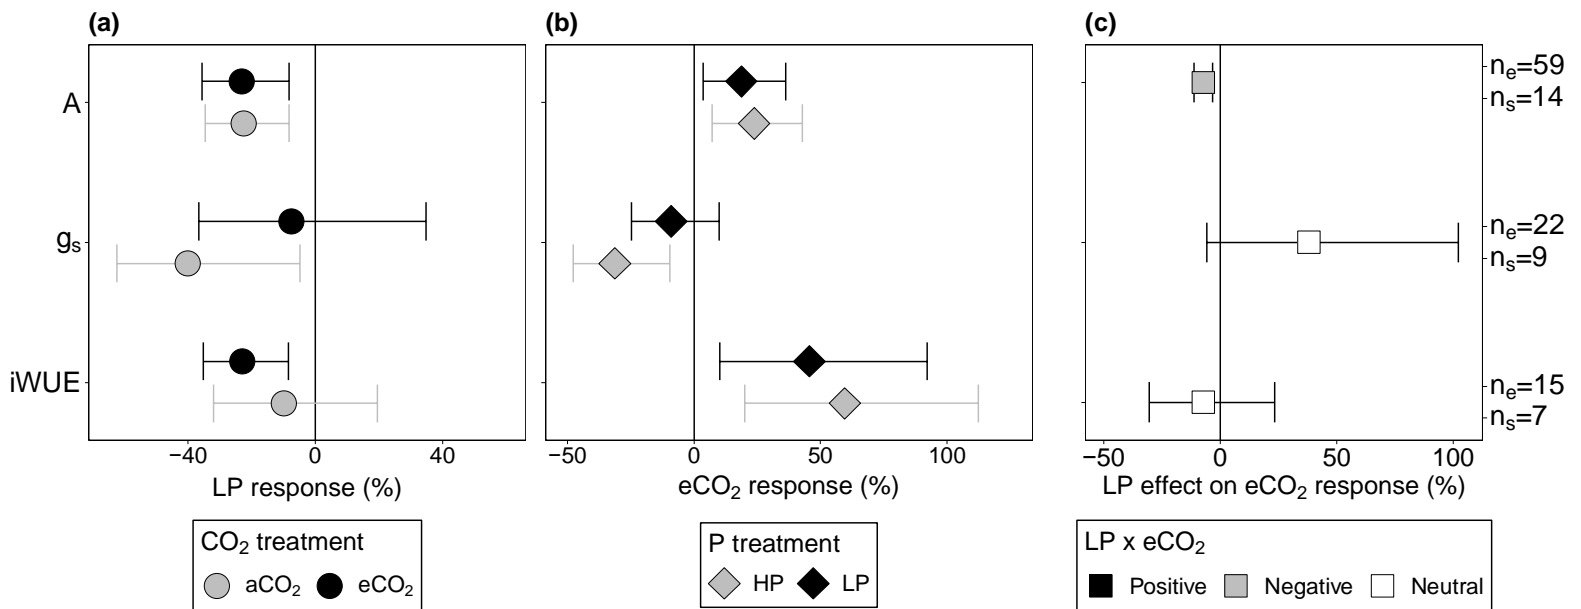 (a) (b) (c)
A
gs
iWUE
ne=59
ns=14
ne=22
ns=9
ne=15
ns=7
−40 0 40
−50 0 50 100
−50 0 50 100
LP response (%)
eCO2 response (%)
LP effect on eCO2 response (%)
CO2 treatment
aCO2 eCO2
P treatment
HP LP
LP x eCO2
Positive Negative Neutral